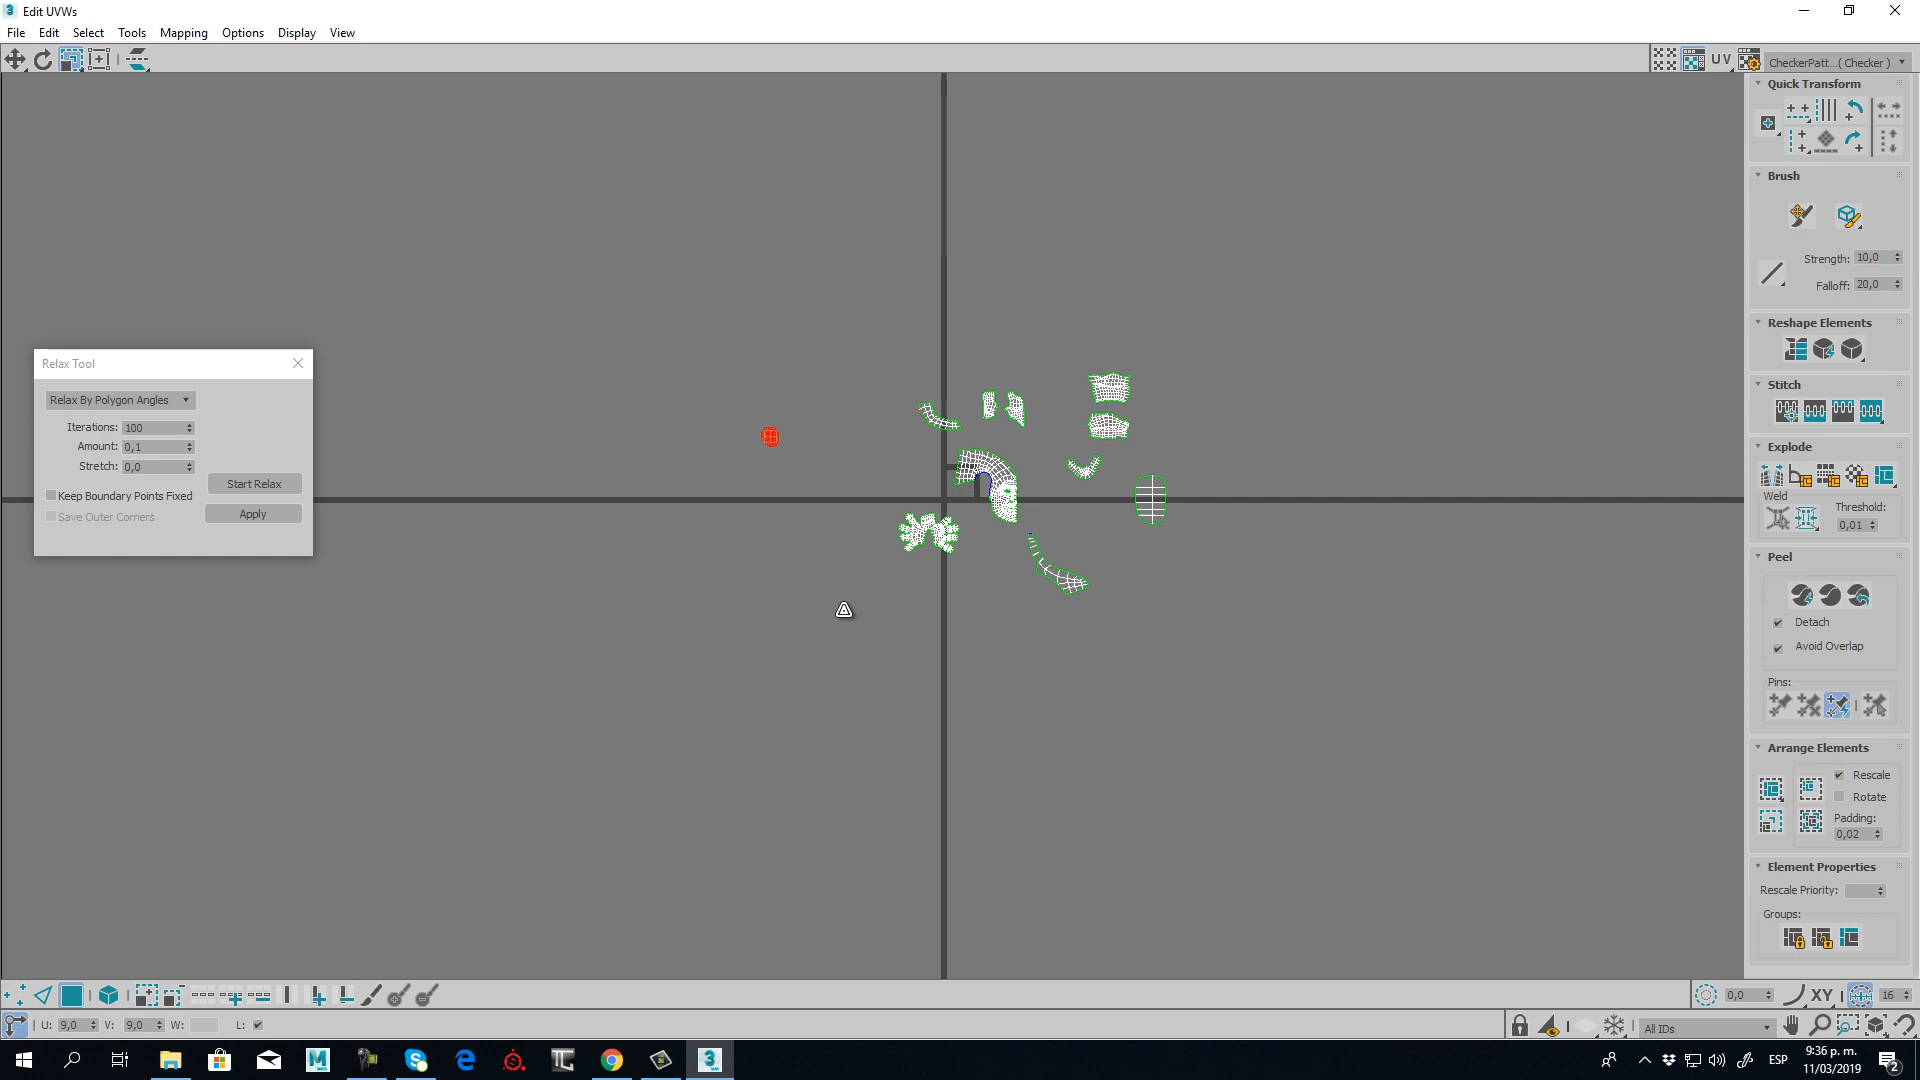 Edit UVWs
File Edit Select Tools Mapping Options Display View
UV CheckerPatt...( Checker )
Quick Transform
Brush
Strength: 10,0
Falloff: 20,0
Reshape Elements
Stitch
Explode
Weld
Threshold:
0,01
Peel
Detach
Avoid Overlap
Pins:
Arrange Elements
Rescale
Rotate
Padding:
0,02
Element Properties
Rescale Priority:
Groups:
Relax Tool
Relax By Polygon Angles
Iterations: 100
Amount: 0,1
Stretch: 0,0
Start Relax
Keep Boundary Points Fixed
Apply
Save Outer Corners
0,0 XY 16
U: 9,0 V: 9,0 W: L:
All IDs
ESP
9:36 p. m.
11/03/2019
2